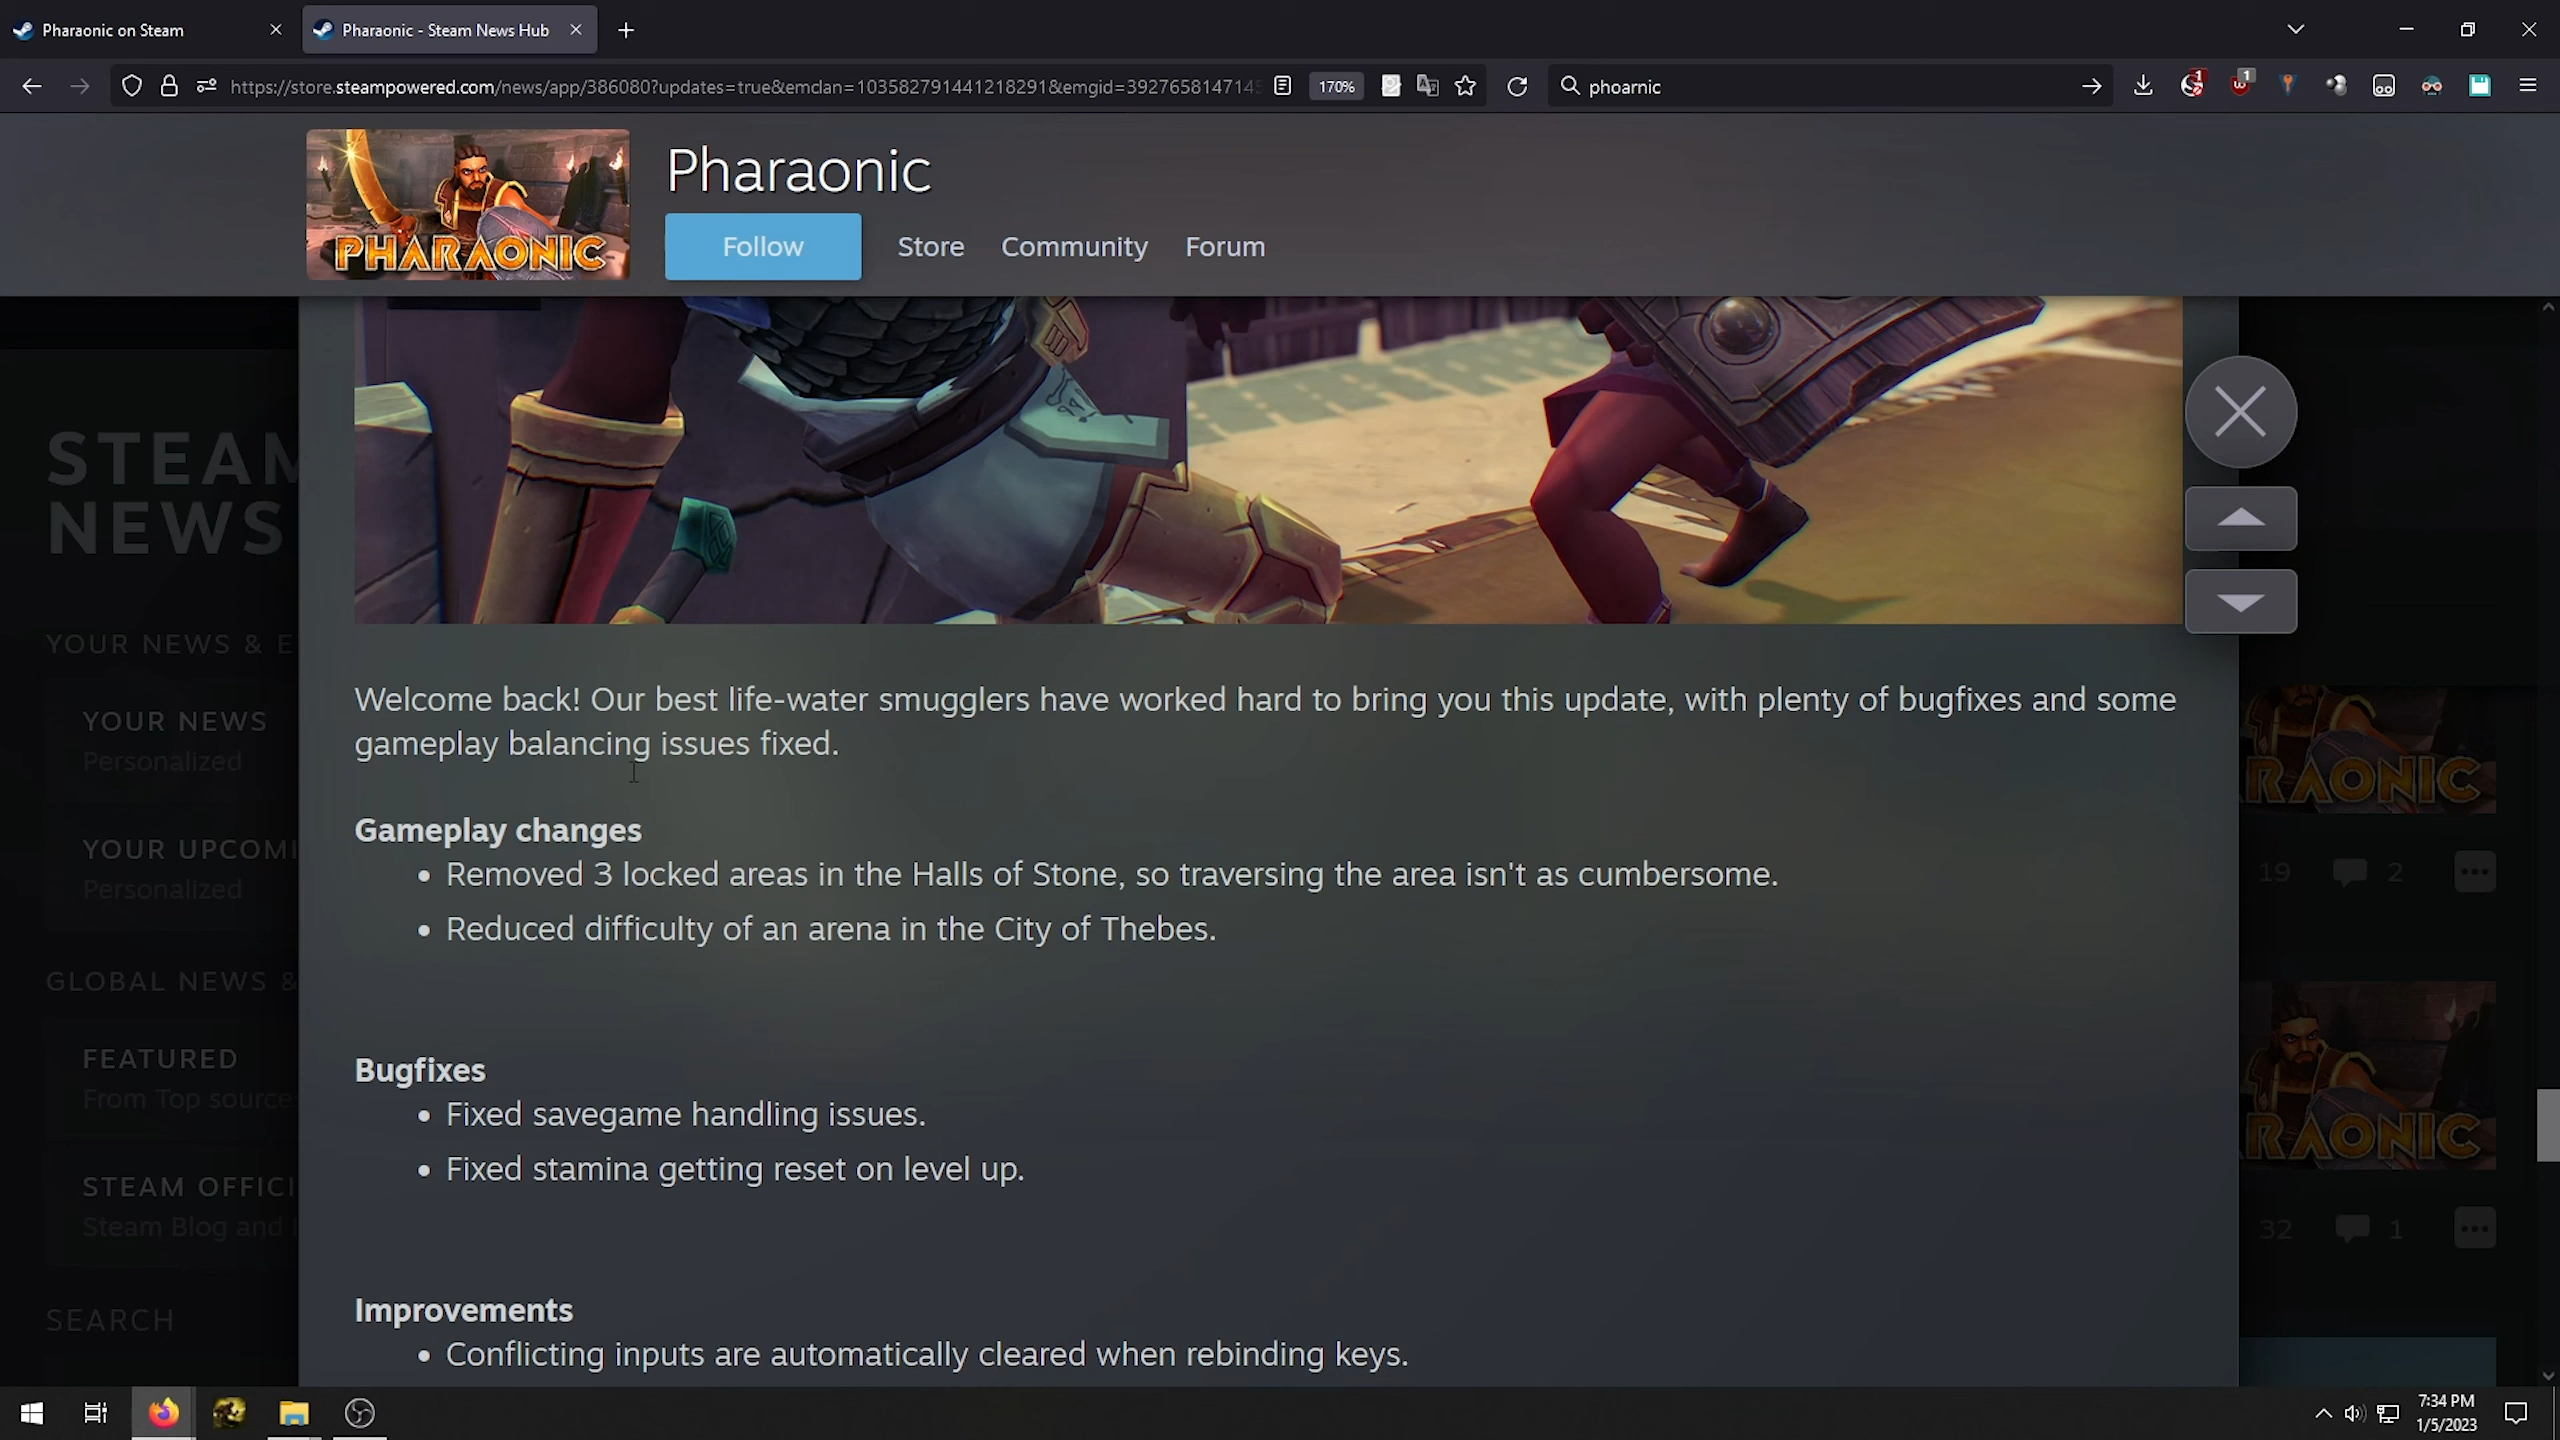 Pharaonic on Steam
Pharaonic - Steam News Hub
https://store.steampowered.com/news/app/386080?updates=true&emclan=103582791441218291&emgid=392765814714
170%
phoarnic
1
1
PHARAONIC
Pharaonic
Follow
Store
Community
Forum
STEAM
NEWS
YOUR NEWS & E
YOUR NEWS
Personalized
YOUR UPCOMI
Personalized
GLOBAL NEWS &
FEATURED
From Top source
STEAM OFFICI
Steam Blog and
SEARCH
Welcome back! Our best life-water smugglers have worked hard to bring you this update, with plenty of bugfixes and some
gameplay balancing issues fixed.
Gameplay changes
• Removed 3 locked areas in the Halls of Stone, so traversing the area isn't as cumbersome.
• Reduced difficulty of an arena in the City of Thebes.
Bugfixes
• Fixed savegame handling issues.
• Fixed stamina getting reset on level up.
Improvements
• Conflicting inputs are automatically cleared when rebinding keys.
RAONIC
19
2
RAONIC
32
1
7:34 PM
1/5/2023